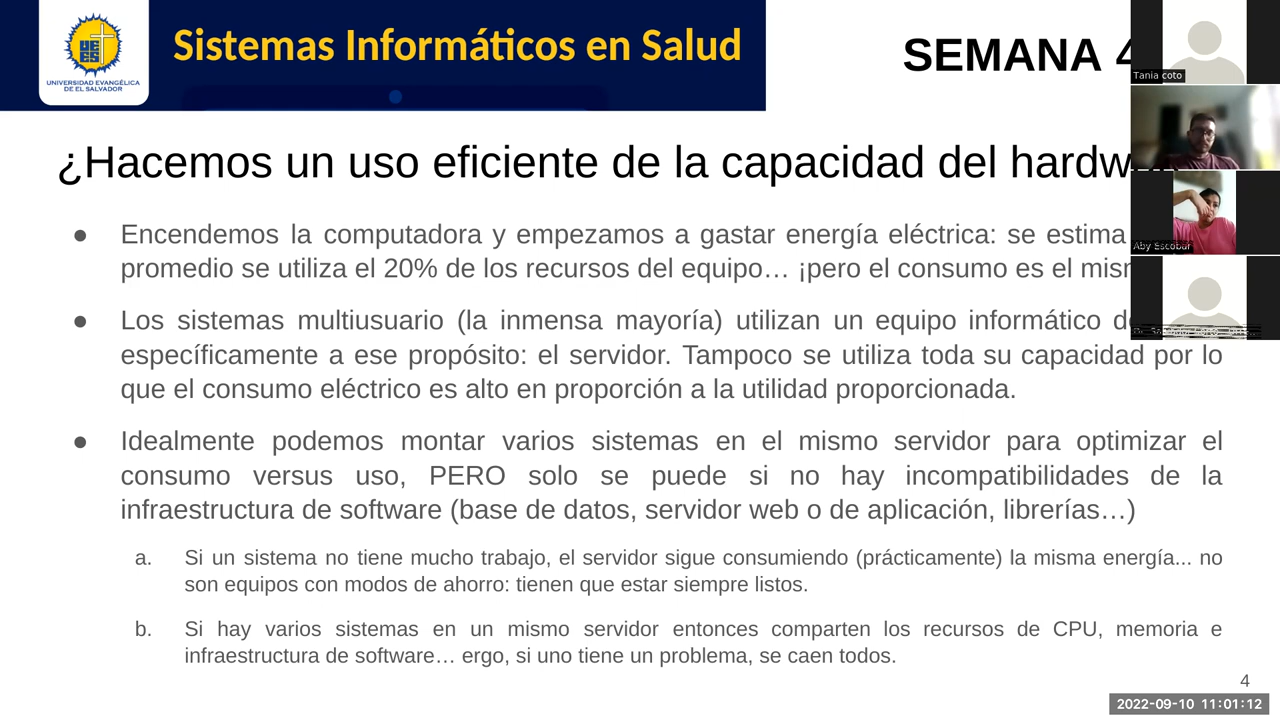 UNIVERSIDAD EVANGÉLICA
DE EL SALVADOR
Sistemas Informáticos en Salud
SEMANA 4
Tania coto
¿Hacemos un uso eficiente de la capacidad del
● Encendemos la computadora y empezamos a gastar energía eléctrica: se estima
promedio se utiliza el 20% de los recursos del equipo… ¡pero el consumo es el
Aby Escobar
● Los sistemas multiusuario (la inmensa mayoría) utilizan un equipo informático
específicamente a ese propósito: el servidor. Tampoco se utiliza toda su capacidad por lo
que el consumo eléctrico es alto en proporción a la utilidad proporcionada.
● Idealmente podemos montar varios sistemas en el mismo servidor para optimizar el
consumo versus uso, PERO solo se puede si no hay incompatibilidades de la
infraestructura de software (base de datos, servidor web o de aplicación, librerías…)
a. Si un sistema no tiene mucho trabajo, el servidor sigue consumiendo (prácticamente) la misma energía... no
son equipos con modos de ahorro: tienen que estar siempre listos.
b. Si hay varios sistemas en un mismo servidor entonces comparten los recursos de CPU, memoria e
infraestructura de software… ergo, si uno tiene un problema, se caen todos.
4
2022-09-10 11:01:12